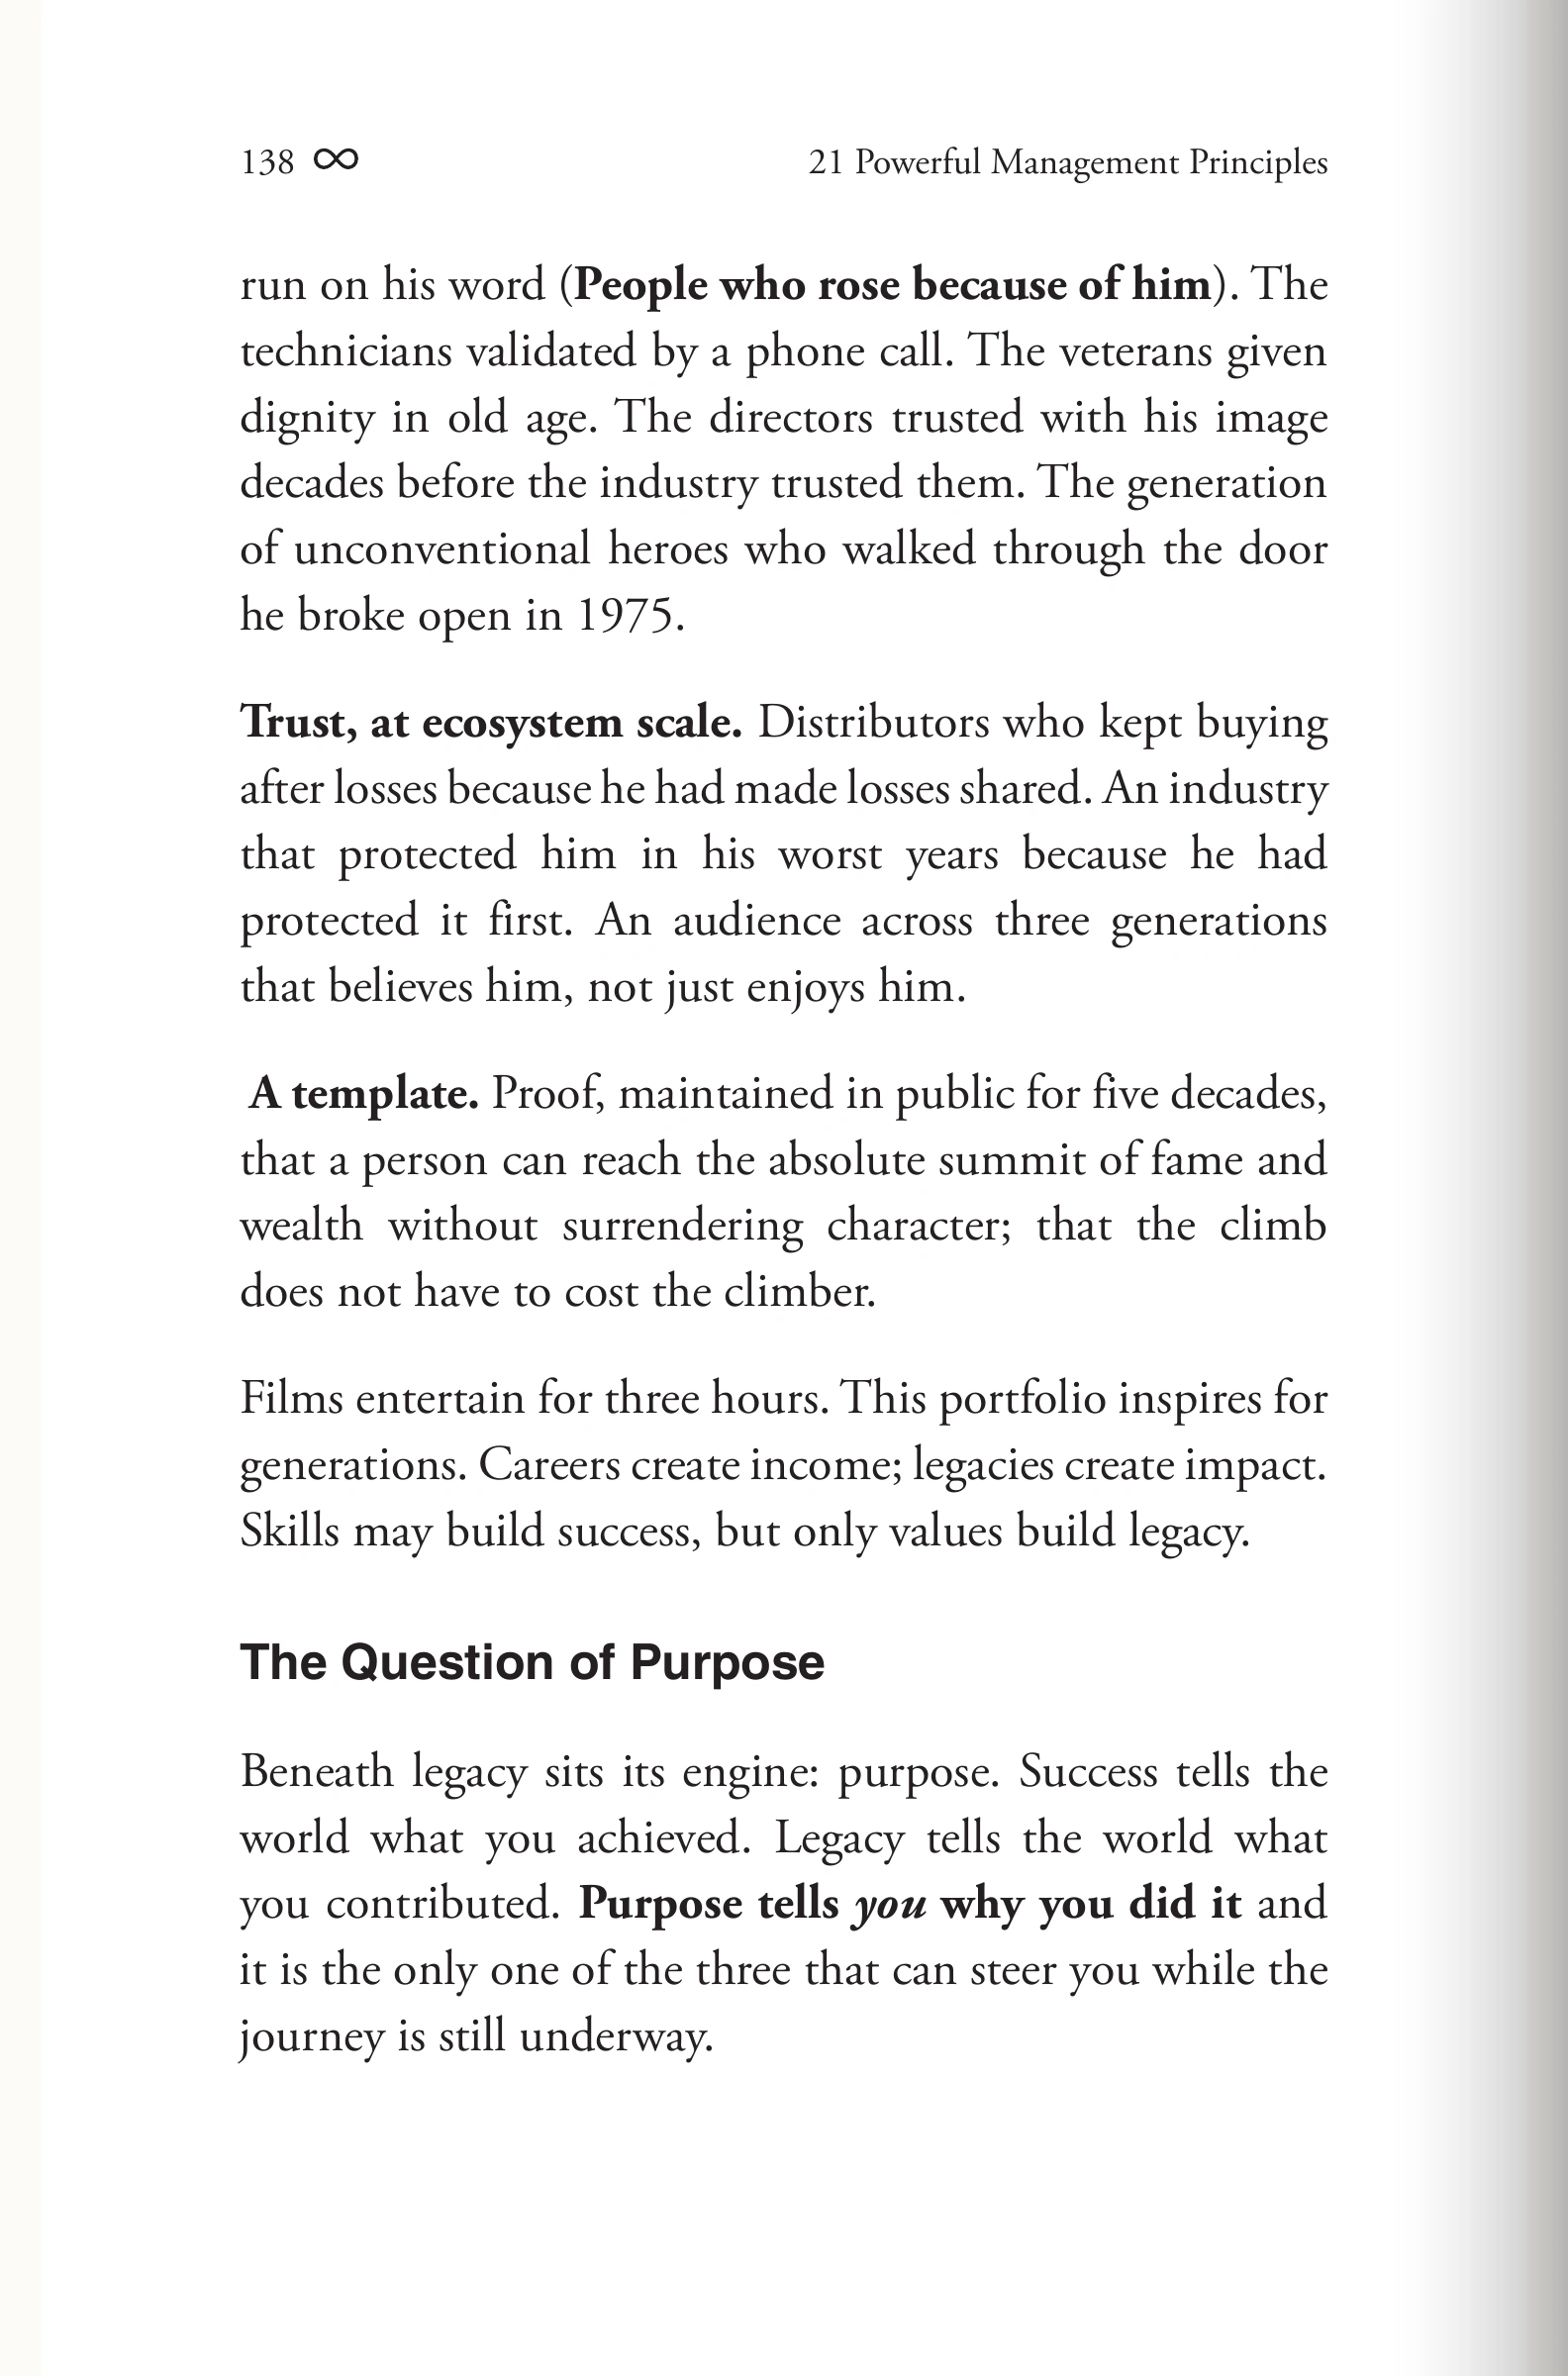 138 ∞ 21 Powerful Management Principles
run on his word (People who rose because of him). The
technicians validated by a phone call. The veterans given
dignity in old age. The directors trusted with his image
decades before the industry trusted them. The generation
of unconventional heroes who walked through the door
he broke open in 1975.
Trust, at ecosystem scale. Distributors who kept buying
after losses because he had made losses shared. An industry
that protected him in his worst years because he had
protected it first. An audience across three generations
that believes him, not just enjoys him.
A template. Proof, maintained in public for five decades,
that a person can reach the absolute summit of fame and
wealth without surrendering character; that the climb
does not have to cost the climber.
Films entertain for three hours. This portfolio inspires for
generations. Careers create income; legacies create impact.
Skills may build success, but only values build legacy.
The Question of Purpose
Beneath legacy sits its engine: purpose. Success tells the
world what you achieved. Legacy tells the world what
you contributed. Purpose tells you why you did it and
it is the only one of the three that can steer you while the
journey is still underway.